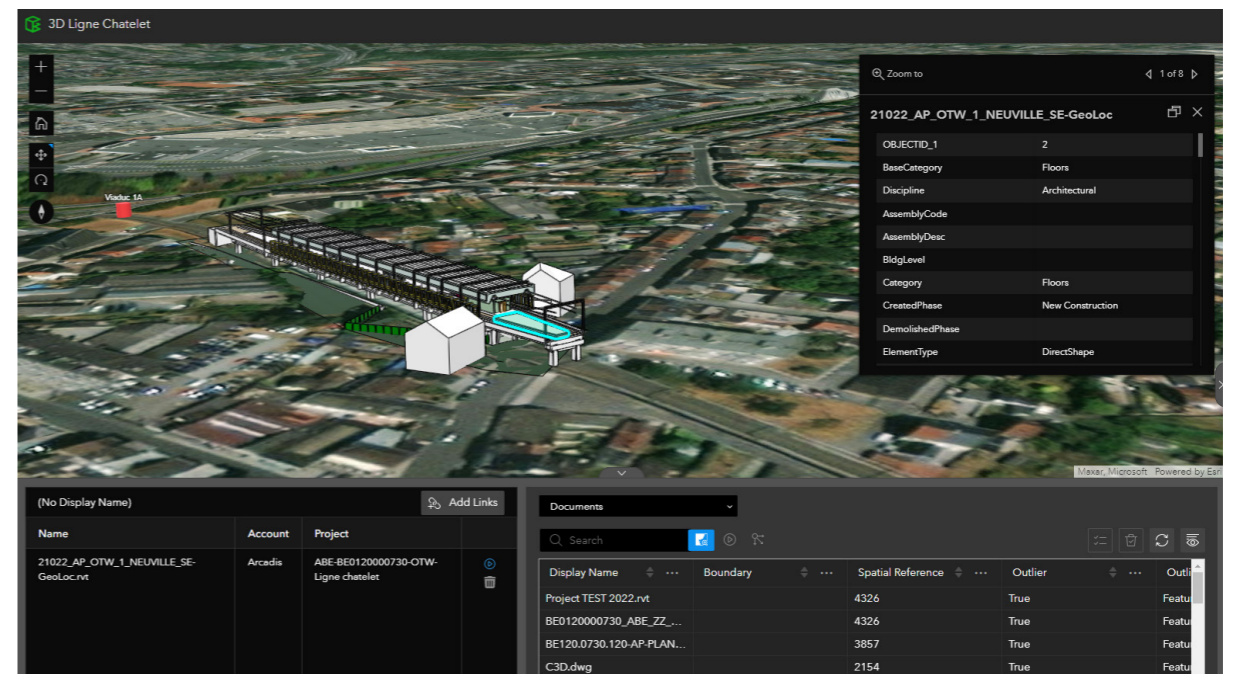 3D Ligne Chatelet
Zoom to
1 of 8
21022_AP_OTW_1_NEUVILLE_SE-GeoLoc
OBJECTID_1 2
BaseCategory Floors
Discipline Architectural
AssemblyCode
AssemblyDesc
BldgLevel
Category Floors
CreatedPhase New Construction
DemolishedPhase
ElementType DirectShape
Viaduc 1A
Maxar, Microsoft Powered by Esri
(No Display Name) Add Links
Name Account Project
21022_AP_OTW_1_NEUVILLE_SE- Arcadis ABE-BE0120000730-OTW-
GeoLoc.rvt Ligne chatelet
Documents
Search
Display Name ... Boundary ... Spatial Reference ... Outlier ... Outli
Project TEST 2022.rvt 4326 True Featu
BE0120000730_ABE_ZZ_... 4326 True Featu
BE120.0730.120-AP-PLAN... 3857 True Featu
C3D.dwg 2154 True Featu